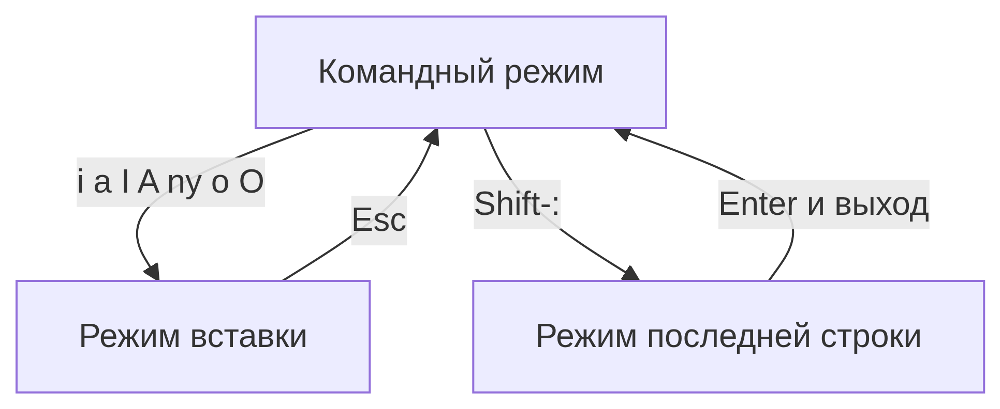 Командный режим
i a I A ny o O
Esc
Shift-:
Enter и выход
Режим вставки
Режим последней строки